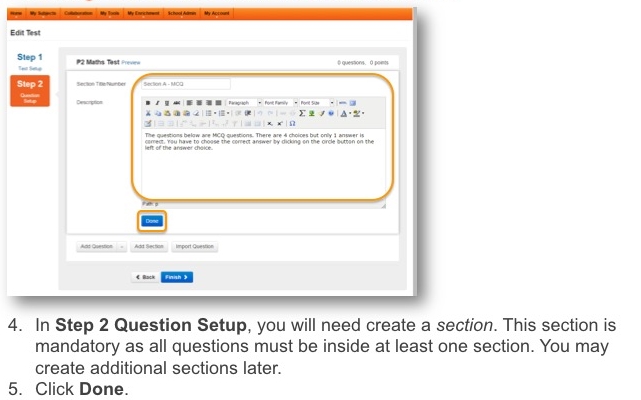 Home My Subjects Collaboration My Tools My Enrichment School Admin My Account
Edit Test
Step 1
Test Setup
Step 2
Question Setup
P2 Maths Test Preview
0 questions, 0 points
Section Title/Number
Section A - MCQ
Description
Paragraph Font Family Font Size
The questions below are MCQ questions. There are 4 choices but only 1 answer is
correct. You have to choose the correct answer by clicking on the circle button on the
left of the answer choice.
Path: p
Done
Add Question Add Section Import Question
Back Finish
4. In Step 2 Question Setup, you will need create a section. This section is
mandatory as all questions must be inside at least one section. You may
create additional sections later.
5. Click Done.